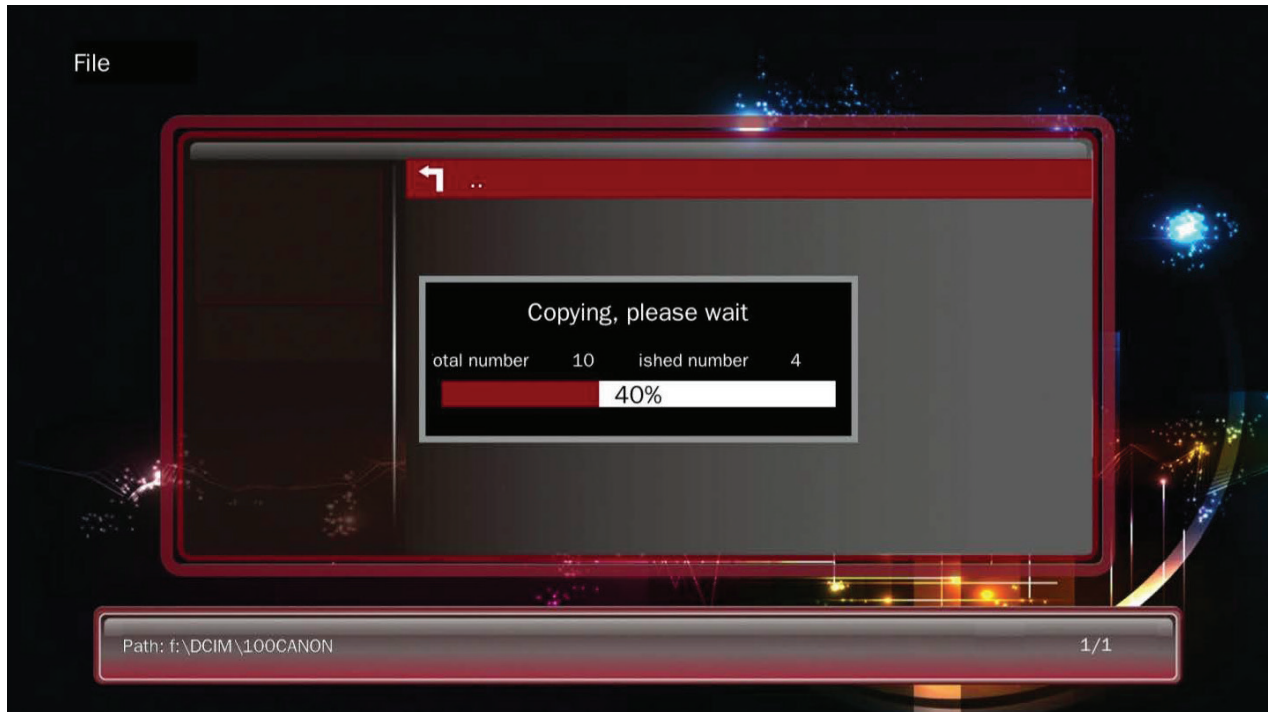 File
..
Copying, please wait
otal number 10 ished number 4
40%
Path: f:\DCIM\100CANON 1/1